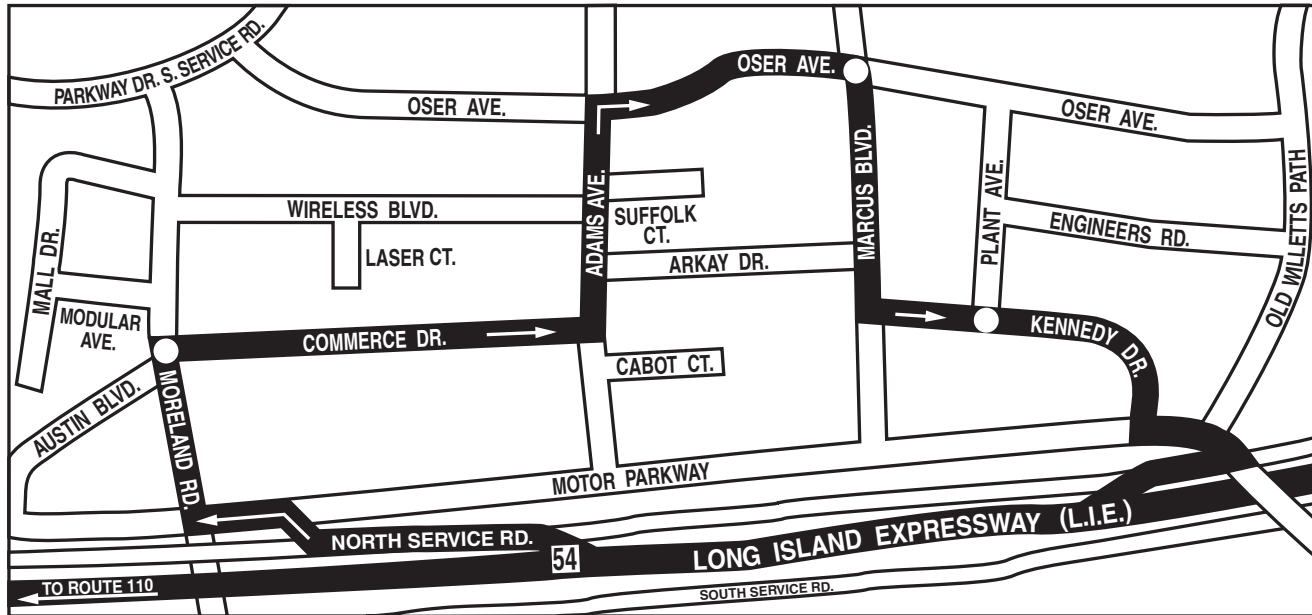 PARKWAY DR. S. SERVICE RD.
OSER AVE.
OSER AVE.
OSER AVE.
MALL DR.
WIRELESS BLVD.
LASER CT.
ADAMS AVE.
SUFFOLK
CT.
ARKAY DR.
MARCUS BLVD.
PLANT AVE.
ENGINEERS RD.
OLD WILLETTS PATH
MODULAR
AVE.
COMMERCE DR.
CABOT CT.
KENNEDY DR.
AUSTIN BLVD.
MORELAND RD.
MOTOR PARKWAY
NORTH SERVICE RD.
54
LONG ISLAND EXPRESSWAY (L.I.E.)
TO ROUTE 110
SOUTH SERVICE RD.